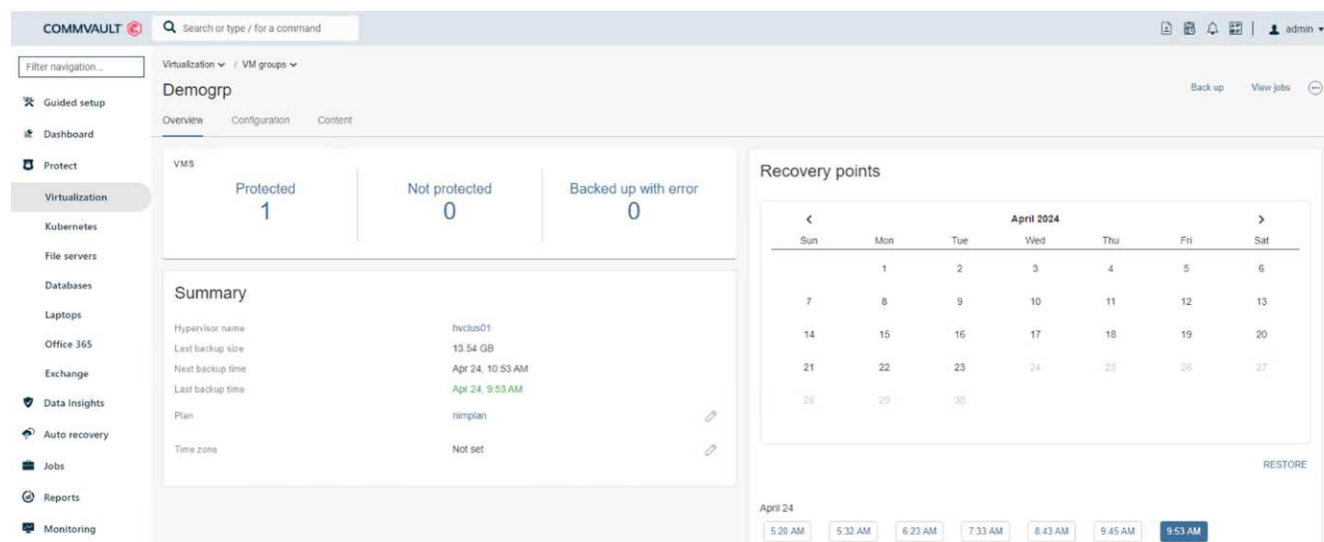 COMMVAULT
Search or type / for a command
admin
Filter navigation...
Guided setup
Dashboard
Protect
Virtualization
Kubernetes
File servers
Databases
Laptops
Office 365
Exchange
Data Insights
Auto recovery
Jobs
Reports
Monitoring
Virtualization / VM groups
Demogrp
Back up View jobs
Overview Configuration Content
VMS
Protected Not protected Backed up with error
1 0 0
Summary
Hypervisor name hvclus01
Last backup size 13.54 GB
Next backup time Apr 24, 10:53 AM
Last backup time Apr 24, 9:53 AM
Plan nimplan
Time zone Not set
Recovery points
April 2024
Sun Mon Tue Wed Thu Fri Sat
1 2 3 4 5 6
7 8 9 10 11 12 13
14 15 16 17 18 19 20
21 22 23 24 25 26 27
28 29 30
RESTORE
April 24
5:20 AM 5:32 AM 6:23 AM 7:33 AM 8:43 AM 9:45 AM 9:53 AM